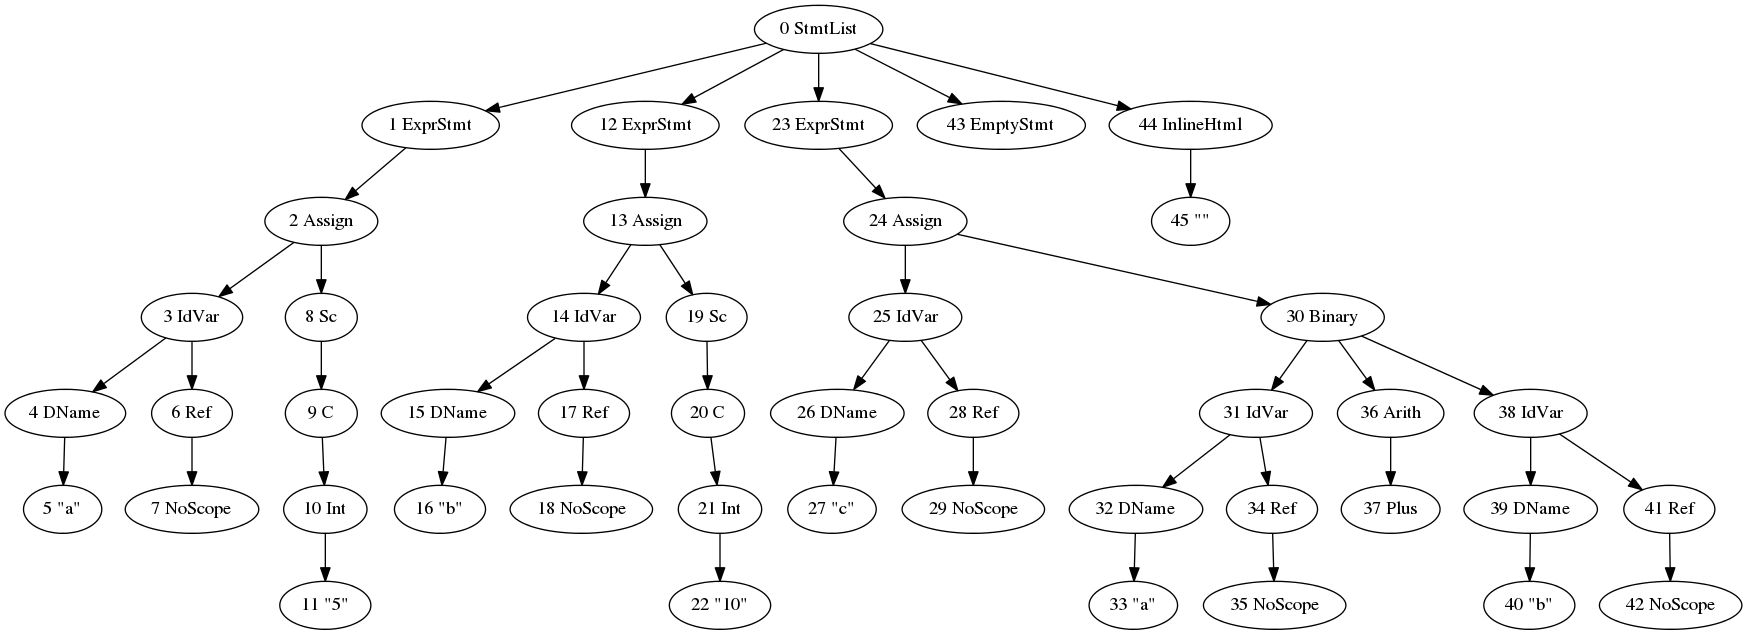 0 StmtList
1 ExprStmt
12 ExprStmt
23 ExprStmt
43 EmptyStmt
44 InlineHtml
2 Assign
13 Assign
24 Assign
45 ""
3 IdVar
8 Sc
14 IdVar
19 Sc
25 IdVar
30 Binary
4 DName
6 Ref
9 C
15 DName
17 Ref
20 C
26 DName
28 Ref
31 IdVar
36 Arith
38 IdVar
5 "a"
7 NoScope
10 Int
16 "b"
18 NoScope
21 Int
27 "c"
29 NoScope
32 DName
34 Ref
37 Plus
39 DName
41 Ref
11 "5"
22 "10"
33 "a"
35 NoScope
40 "b"
42 NoScope